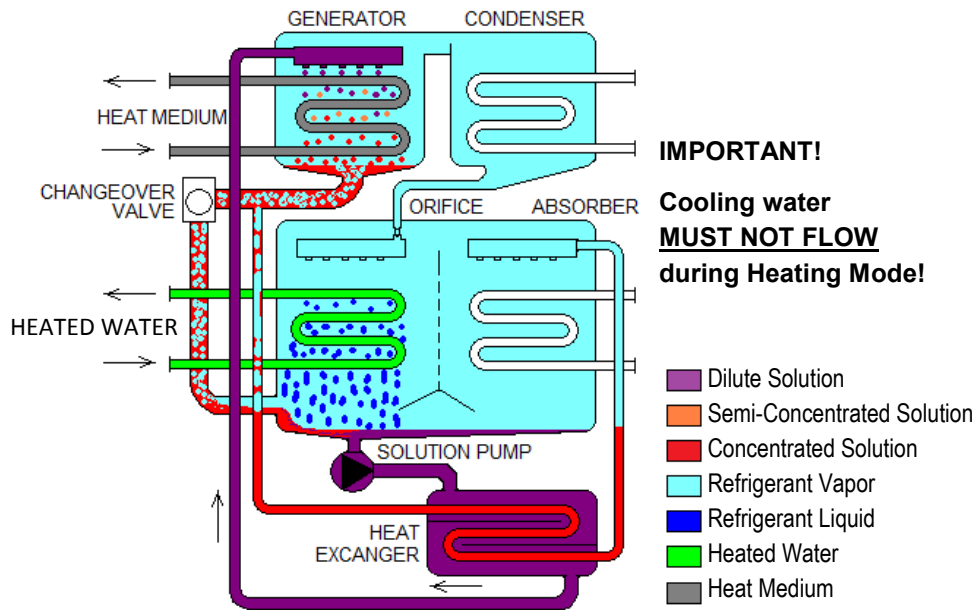 GENERATOR
CONDENSER
HEAT MEDIUM
IMPORTANT!
CHANGEOVER
VALVE
ORIFICE
ABSORBER
Cooling water
MUST NOT FLOW
during Heating Mode!
HEATED WATER
SOLUTION PUMP
HEAT
EXCANGER
Dilute Solution
Semi-Concentrated Solution
Concentrated Solution
Refrigerant Vapor
Refrigerant Liquid
Heated Water
Heat Medium